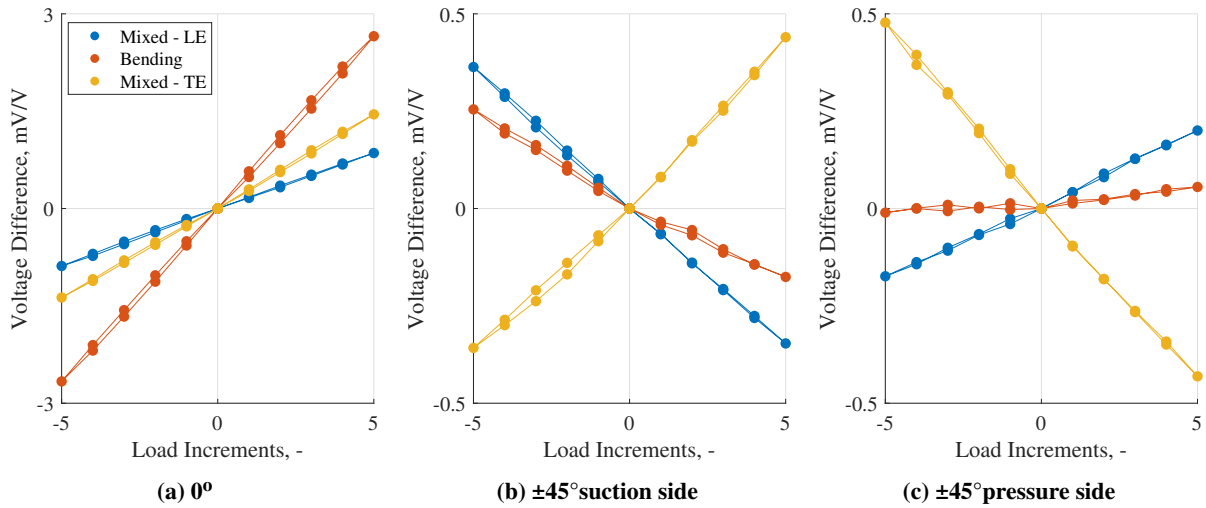 Voltage Difference, mV/V
3
0
-3
Mixed - LE
Bending
Mixed - TE
-5
0
5
Load Increments, -
(a) 0º
Voltage Difference, mV/V
0.5
0
-0.5
-5
0
5
Load Increments, -
(b) ±45°suction side
Voltage Difference, mV/V
0.5
0
-0.5
-5
0
5
Load Increments, -
(c) ±45°pressure side